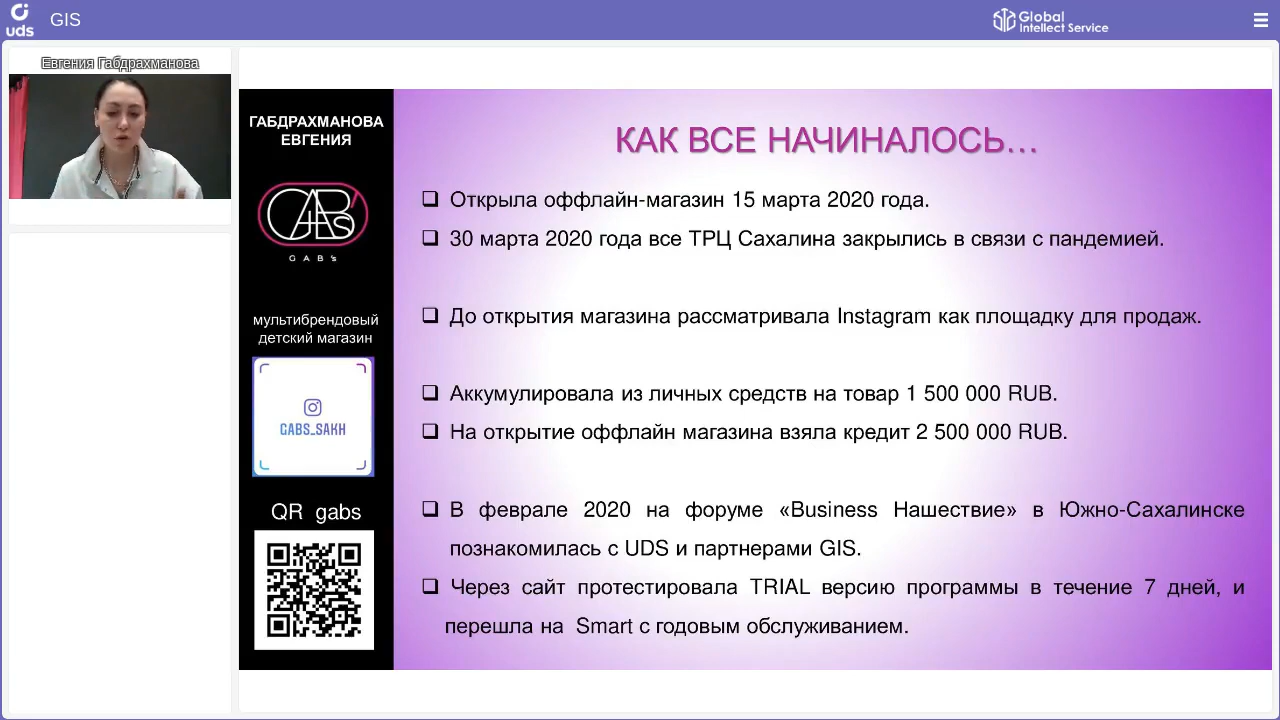 uds
GIS
Global
Intellect Service
Евгения Габдрахманова
ГАБДРАХМАНОВА
ЕВГЕНИЯ
GAB's
G A B 's
мультибрендовый
детский магазин
GABS_SAKH
QR gabs
КАК ВСЕ НАЧИНАЛОСЬ…
Открыла оффлайн-магазин 15 марта 2020 года.
30 марта 2020 года все ТРЦ Сахалина закрылись в связи с пандемией.
До открытия магазина рассматривала Instagram как площадку для продаж.
Аккумулировала из личных средств на товар 1 500 000 RUB.
На открытие оффлайн магазина взяла кредит 2 500 000 RUB.
В феврале 2020 на форуме «Business Нашествие» в Южно-Сахалинске
познакомилась с UDS и партнерами GIS.
Через сайт протестировала TRIAL версию программы в течение 7 дней, и
перешла на Smart с годовым обслуживанием.